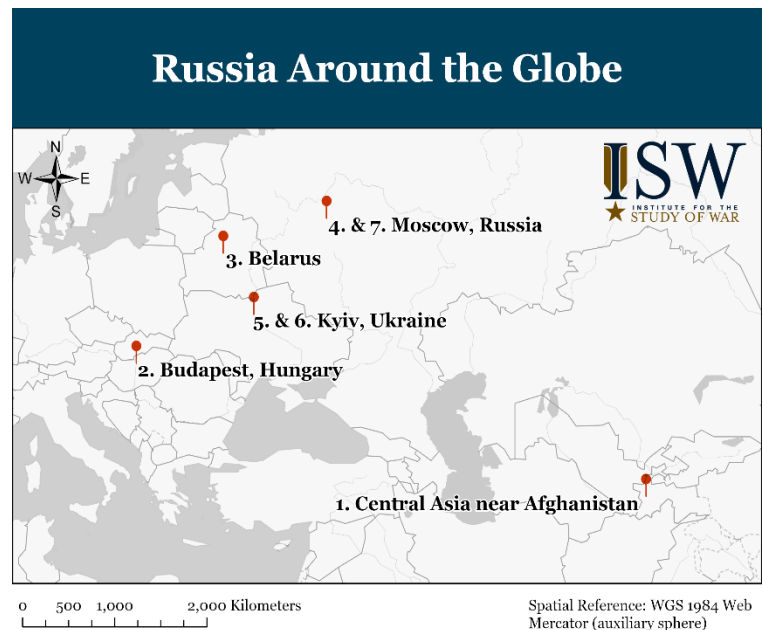 Russia Around the Globe
N
W E
S
ISW
INSTITUTE FOR THE
STUDY OF WAR
4. & 7. Moscow, Russia
3. Belarus
5. & 6. Kyiv, Ukraine
2. Budapest, Hungary
1. Central Asia near Afghanistan
0 500 1,000 2,000 Kilometers
Spatial Reference: WGS 1984 Web
Mercator (auxiliary sphere)